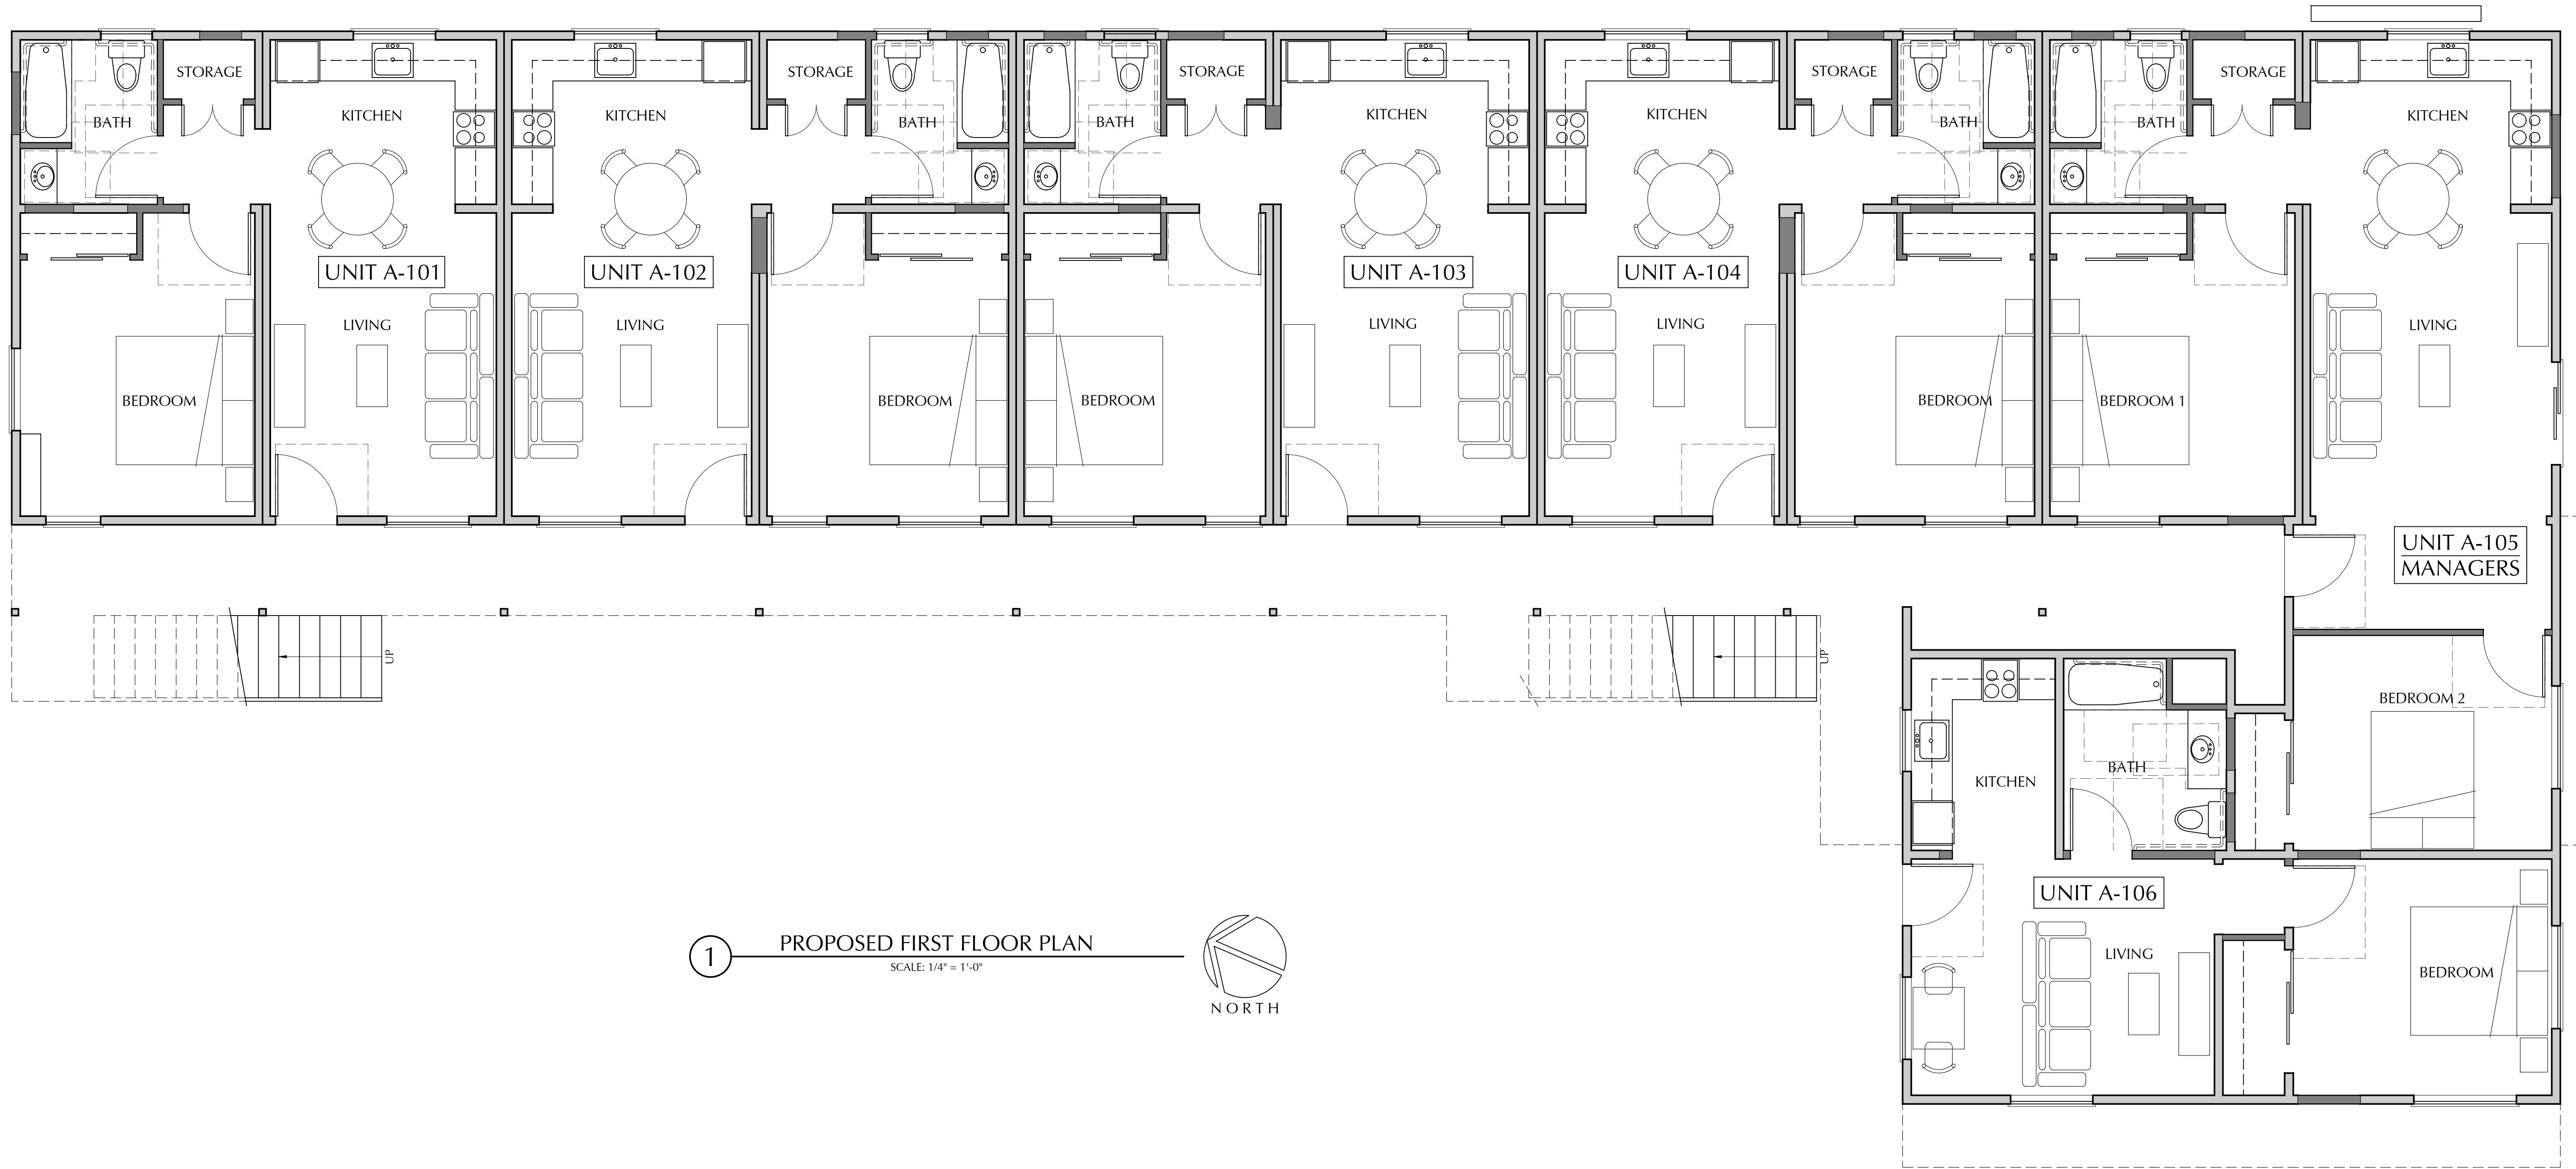 STORAGE
STORAGE
STORAGE
STORAGE
STORAGE
BATH
KITCHEN
KITCHEN
BATH
BATH
KITCHEN
KITCHEN
BATH
BATH
KITCHEN
UNIT A-101
UNIT A-102
UNIT A-103
UNIT A-104
LIVING
LIVING
LIVING
LIVING
LIVING
BEDROOM
BEDROOM
BEDROOM
BEDROOM
BEDROOM 1
UNIT A-105
MANAGERS
UP
UP
BEDROOM 2
BATH
KITCHEN
UNIT A-106
LIVING
BEDROOM
1
PROPOSED FIRST FLOOR PLAN
SCALE: 1/4" = 1'-0"
NORTH